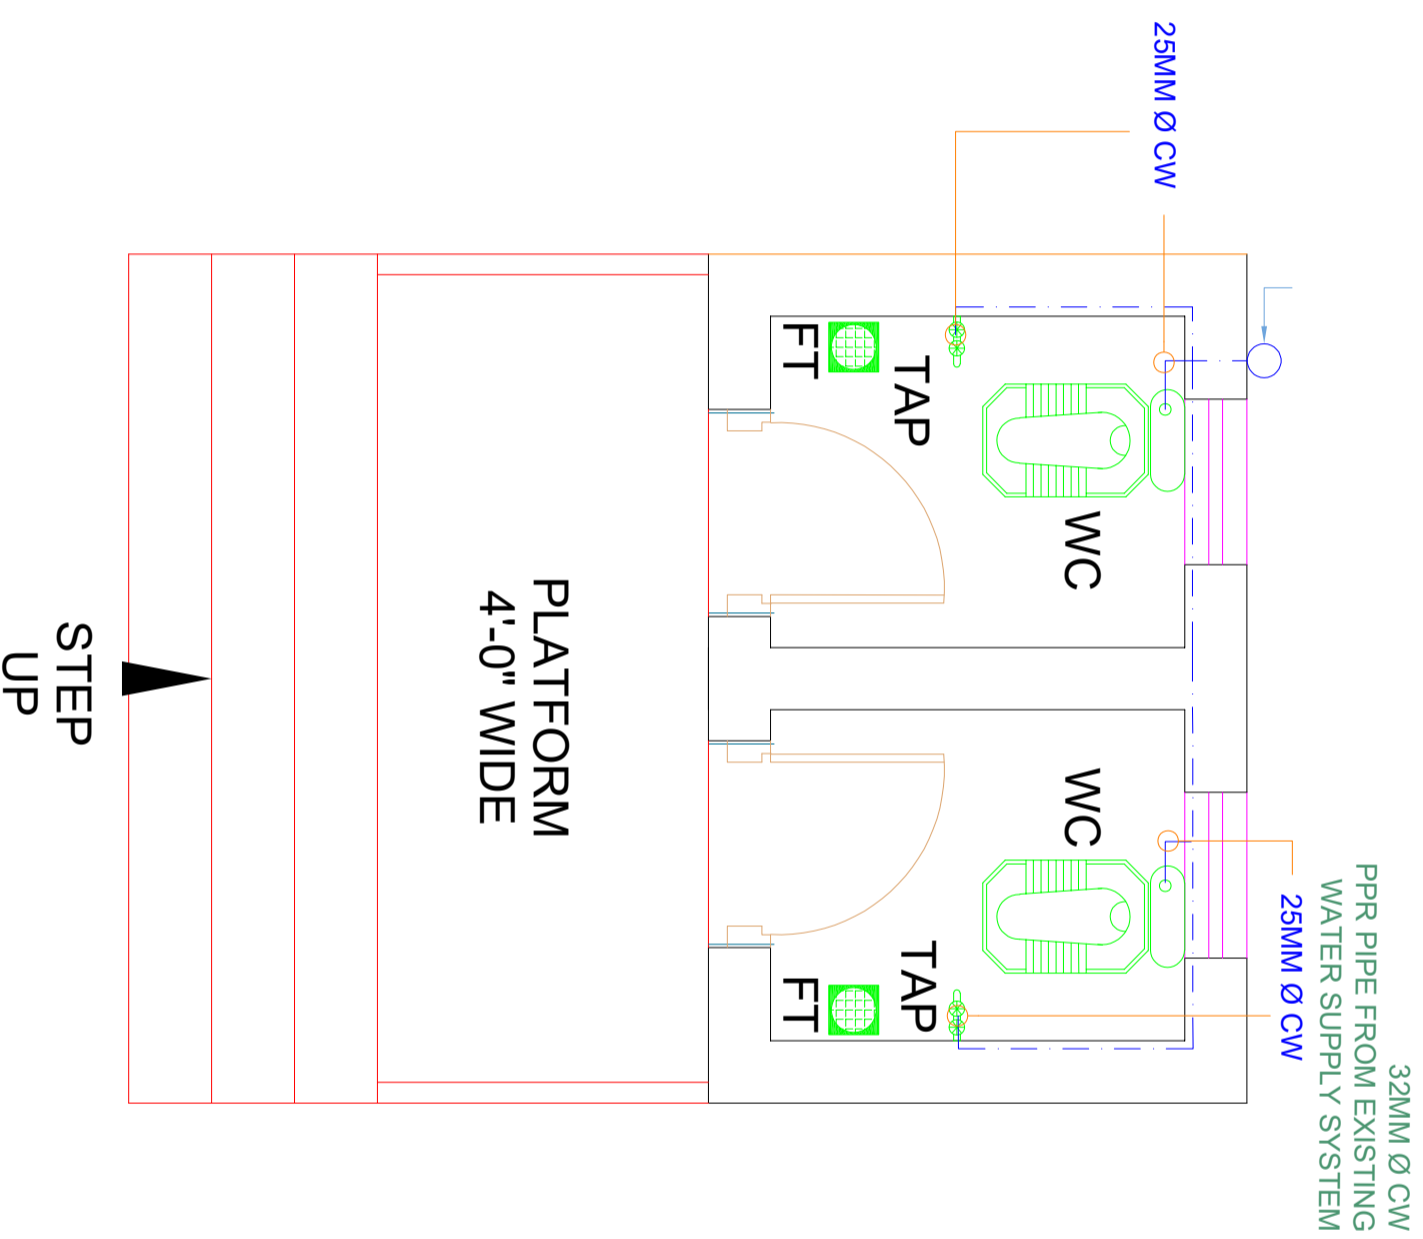 25MM Ø CW
32MM Ø CW
PPR PIPE FROM EXISTING
WATER SUPPLY SYSTEM
25MM Ø CW
WC
WC
TAP
TAP
FT
FT
PLATFORM
4'-0" WIDE
STEP
UP